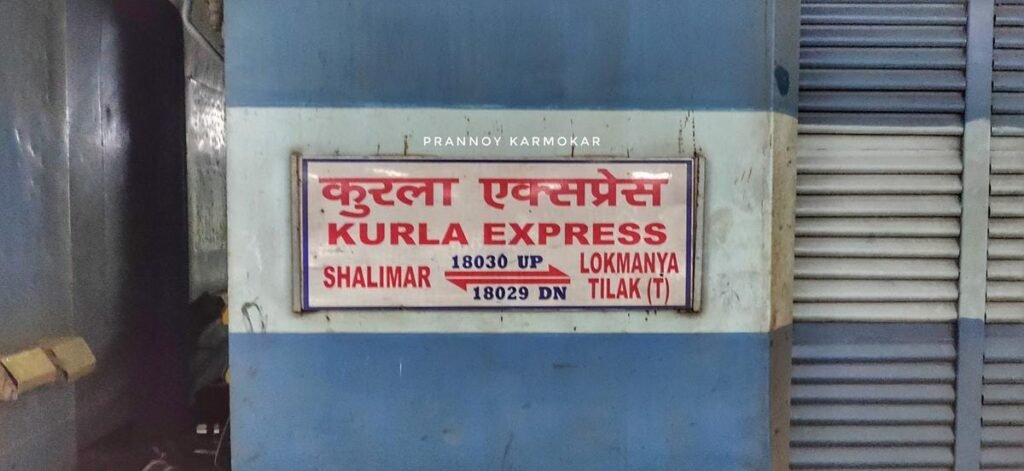 PRANNOY KARMOKAR
कुरला एक्सप्रेस
KURLA EXPRESS
SHALIMAR
18030 UP
18029 DN
LOKMANYA
TILAK (T)